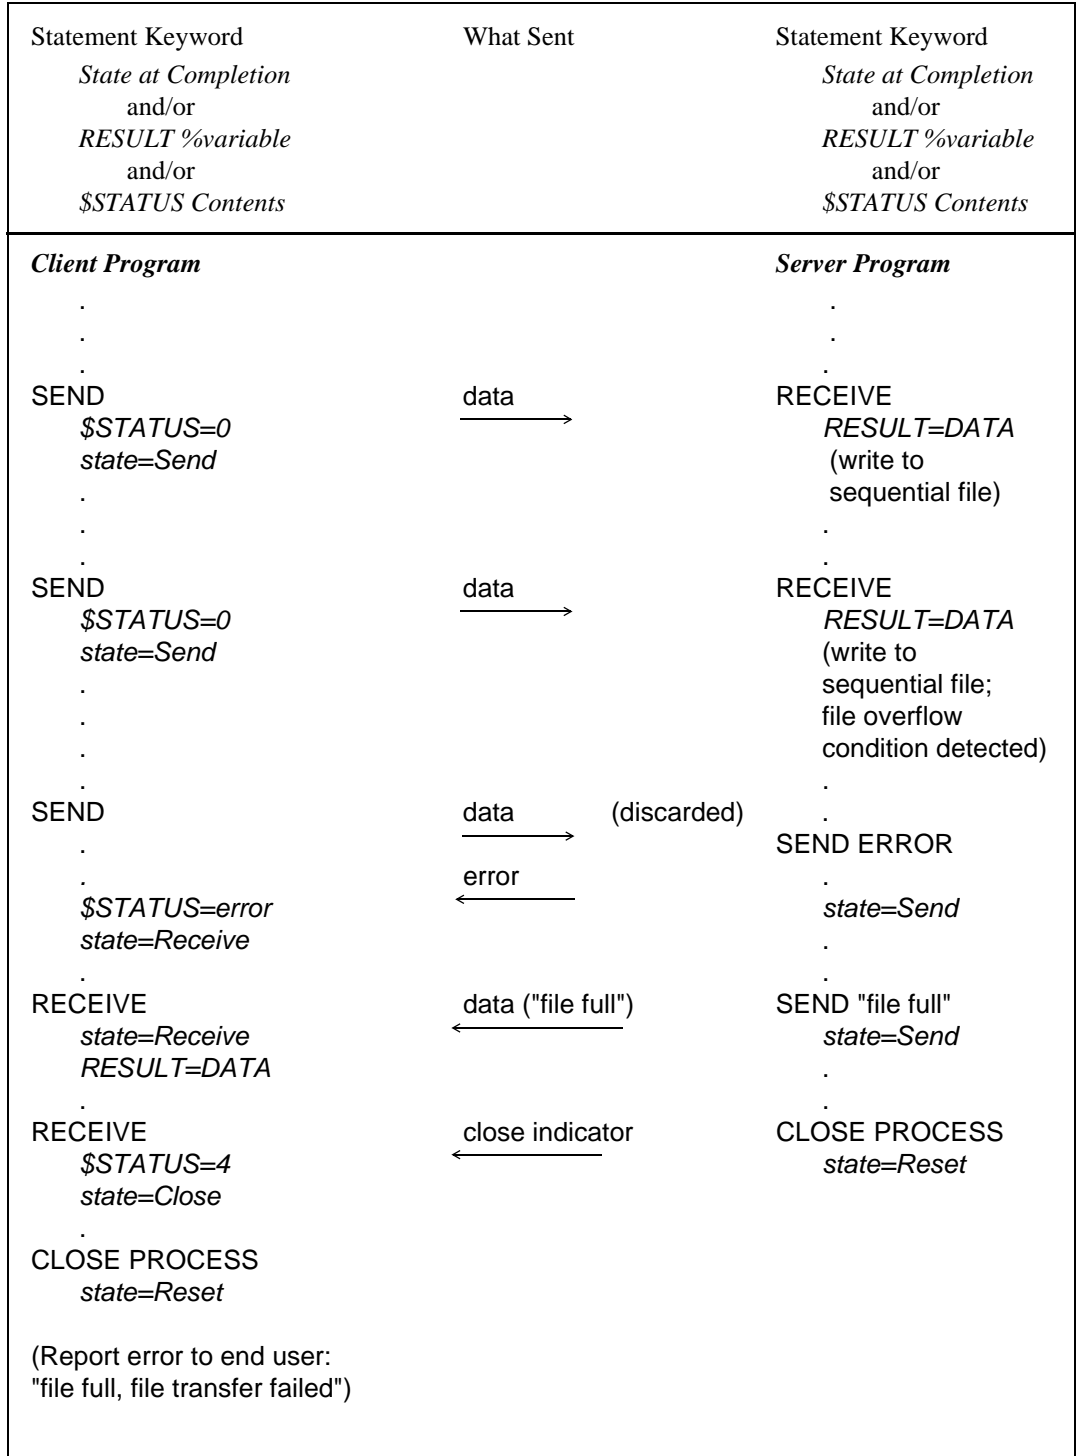 Statement Keyword What Sent Statement Keyword
State at Completion State at Completion
and/or and/or
RESULT %variable RESULT %variable
and/or and/or
$STATUS Contents $STATUS Contents
Client Program Server Program
. .
. .
. .
SEND data RECEIVE
$STATUS=0 RESULT=DATA
state=Send (write to
. sequential file)
. .
. .
SEND data RECEIVE
$STATUS=0 RESULT=DATA
state=Send (write to
. sequential file;
. file overflow
. condition detected)
. .
SEND data (discarded) .
. SEND ERROR
. error .
$STATUS=error state=Send
state=Receive .
. .
RECEIVE data ("file full") SEND "file full"
state=Receive state=Send
RESULT=DATA .
. .
RECEIVE close indicator CLOSE PROCESS
$STATUS=4 state=Reset
state=Close
.
CLOSE PROCESS
state=Reset
(Report error to end user:
"file full, file transfer failed")